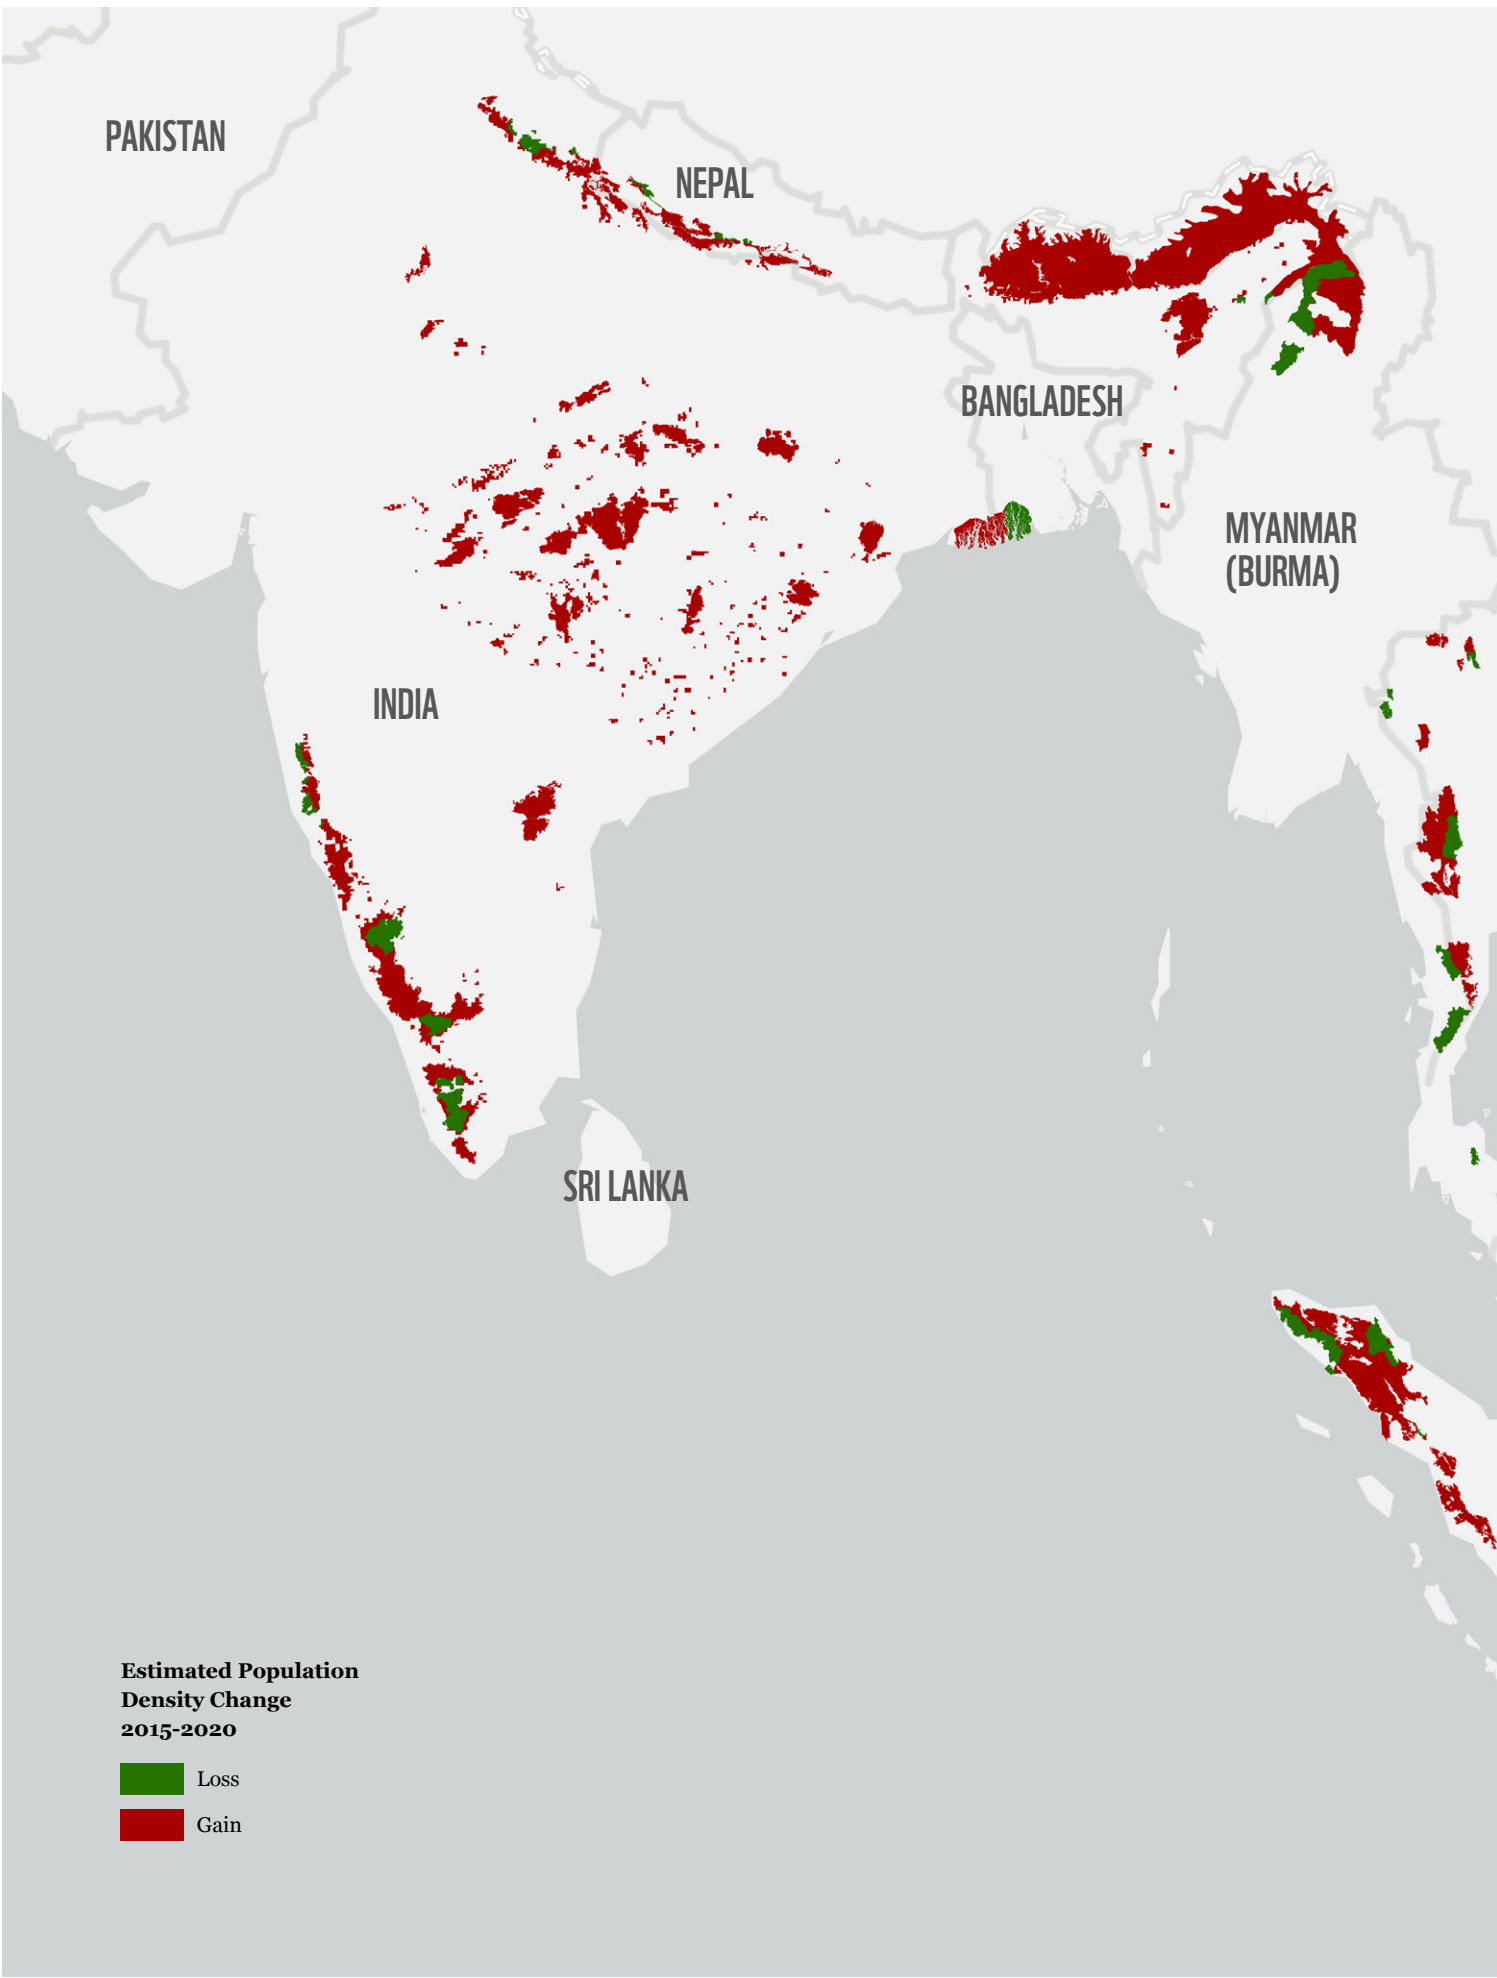 PAKISTAN
NEPAL
BANGLADESH
MYANMAR
(BURMA)
INDIA
SRI LANKA
Estimated Population
Density Change
2015-2020
Loss
Gain